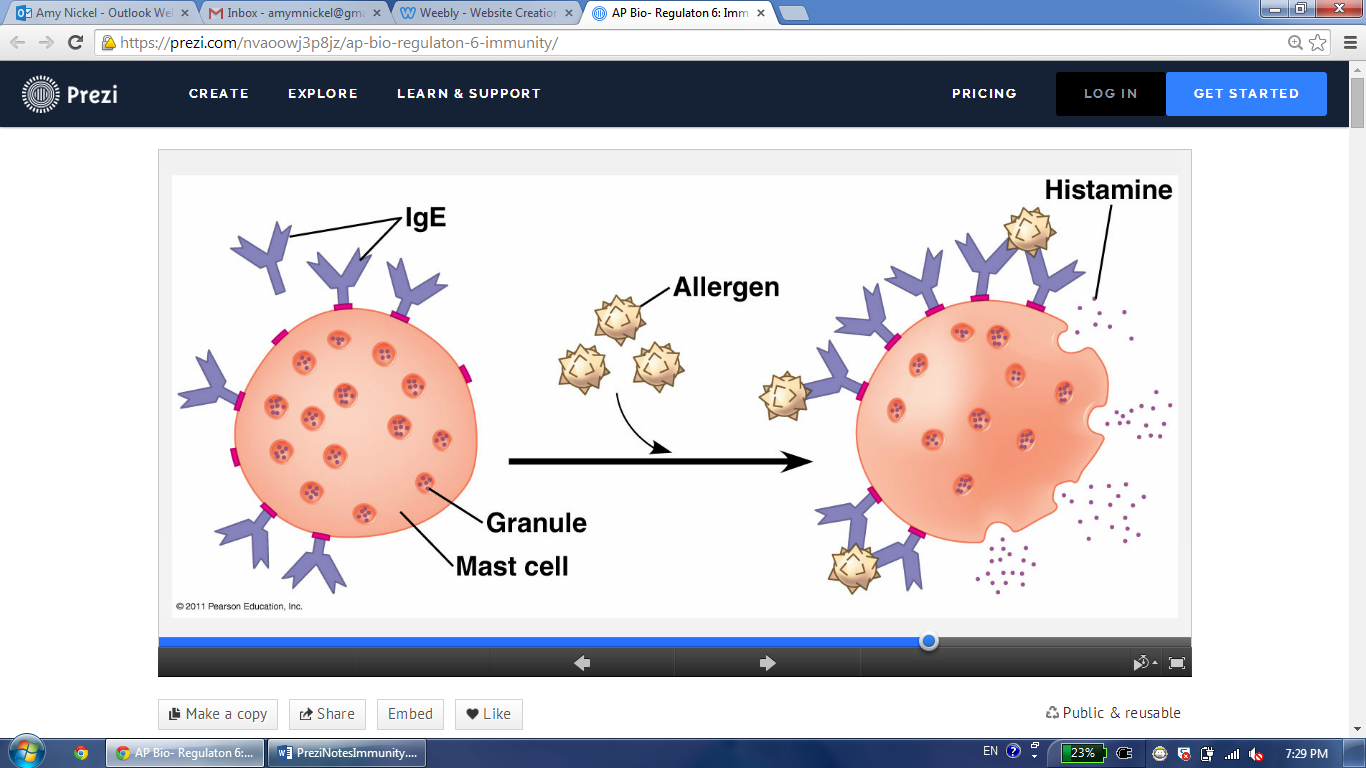 Amy Nickel - Outlook We
Inbox - amymnickel@gma
Weebly - Website Creation
AP Bio- Regulaton 6: Imm
https://prezi.com/nvaoowj3p8jz/ap-bio-regulaton-6-immunity/
Prezi
CREATE
EXPLORE
LEARN & SUPPORT
PRICING
LOG IN
GET STARTED
Histamine
IgE
Allergen
Granule
Mast cell
© 2011 Pearson Education, Inc.
Make a copy
Share
Embed
Like
Public & reusable
AP Bio- Regulaton 6:...
PreziNotesImmunity....
EN
23%
7:29 PM